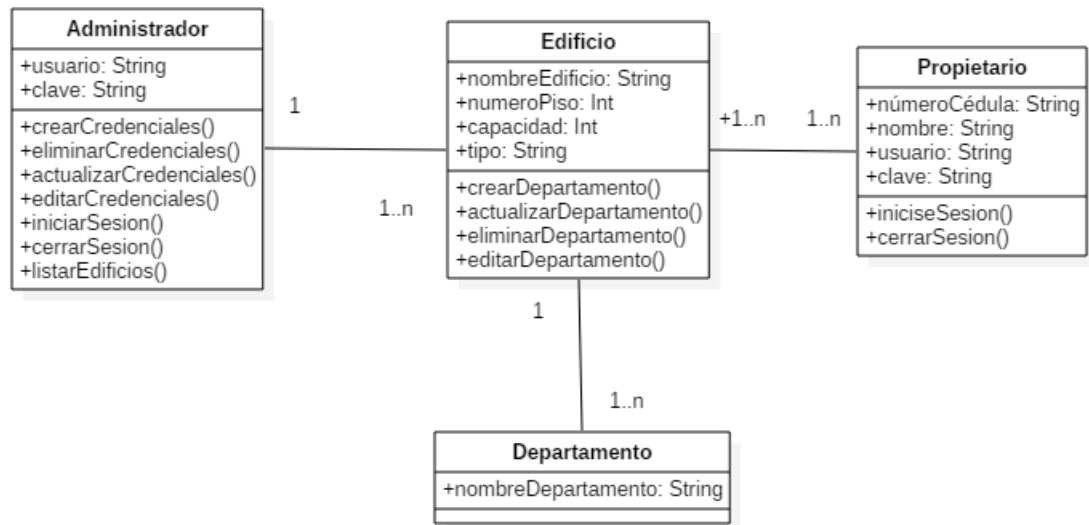 Administrador
+usuario: String
+clave: String
+crearCredenciales()
+eliminarCredenciales()
+actualizarCredenciales()
+editarCredenciales()
+iniciarSesion()
+cerrarSesion()
+listarEdificios()
1
1..n
Edificio
+nombreEdificio: String
+numeroPiso: Int
+capacidad: Int
+tipo: String
+crearDepartamento()
+actualizarDepartamento()
+eliminarDepartamento()
+editarDepartamento()
+1..n
1..n
Propietario
+númeroCédula: String
+nombre: String
+usuario: String
+clave: String
+iniciseSesion()
+cerrarSesion()
1
1..n
Departamento
+nombreDepartamento: String